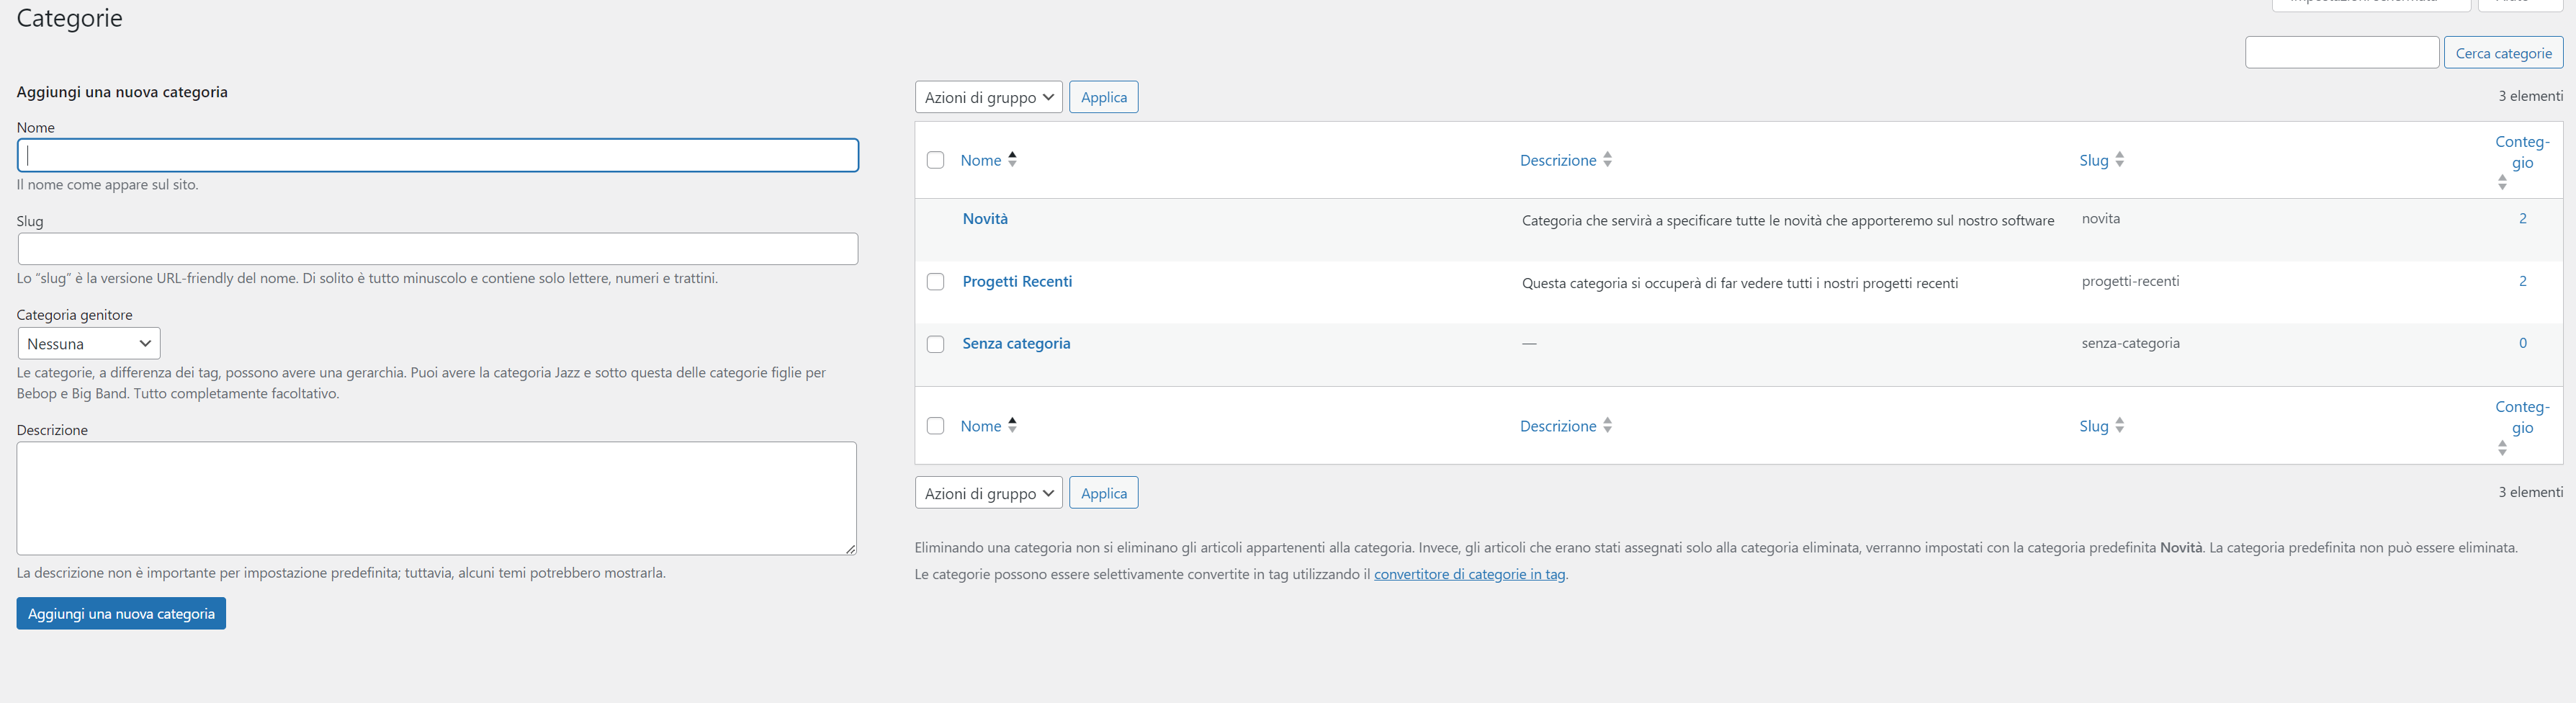 Categorie
Cerca categorie
Aggiungi una nuova categoria
Nome
Il nome come appare sul sito.
Slug
Lo “slug” è la versione URL-friendly del nome. Di solito è tutto minuscolo e contiene solo lettere, numeri e trattini.
Categoria genitore
Nessuna
Le categorie, a differenza dei tag, possono avere una gerarchia. Puoi avere la categoria Jazz e sotto questa delle categorie figlie per
Bebop e Big Band. Tutto completamente facoltativo.
Descrizione
La descrizione non è importante per impostazione predefinita; tuttavia, alcuni temi potrebbero mostrarla.
Aggiungi una nuova categoria
Azioni di gruppo Applica 3 elementi
Nome Descrizione Slug Conteg-
gio
Novità Categoria che servirà a specificare tutte le novità che apporteremo sul nostro software novita 2
Progetti Recenti Questa categoria si occuperà di far vedere tutti i nostri progetti recenti progetti-recenti 2
Senza categoria — senza-categoria 0
Nome Descrizione Slug Conteg-
gio
Azioni di gruppo Applica 3 elementi
Eliminando una categoria non si eliminano gli articoli appartenenti alla categoria. Invece, gli articoli che erano stati assegnati solo alla categoria eliminata, verranno impostati con la categoria predefinita Novità. La categoria predefinita non può essere eliminata.
Le categorie possono essere selettivamente convertite in tag utilizzando il convertitore di categorie in tag.